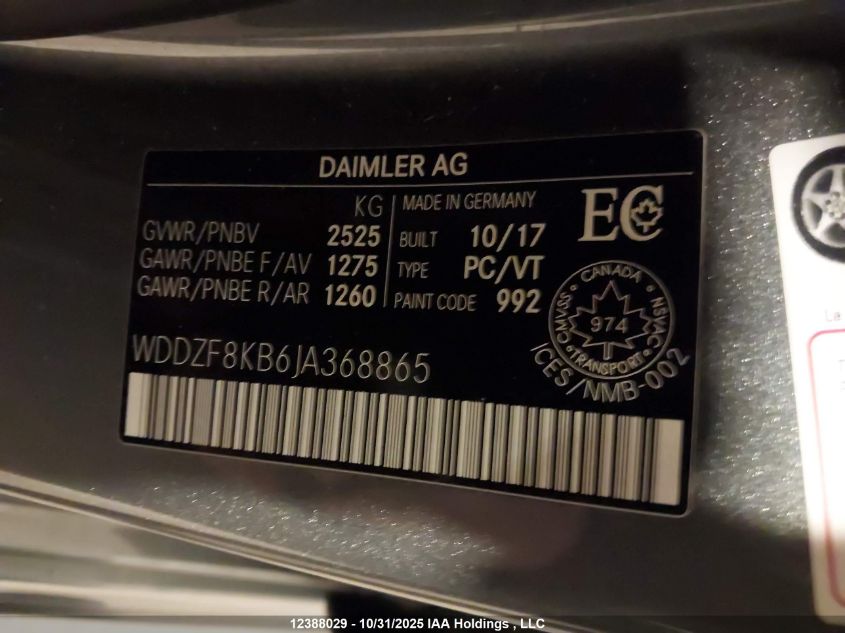 DAIMLER AG
KG
GVWR/PNBV 2525
GAWR/PNBE F/AV 1275
GAWR/PNBE R/AR 1260
MADE IN GERMANY
BUILT 10/17
TYPE PC/VT
PAINT CODE 992
EC
CANADA
CMVSS NSVAC
974
TRANSPORT
ICES/NMB-002
WDDZF8KB6JA368865
La
12388029 - 10/31/2025 IAA Holdings , LLC